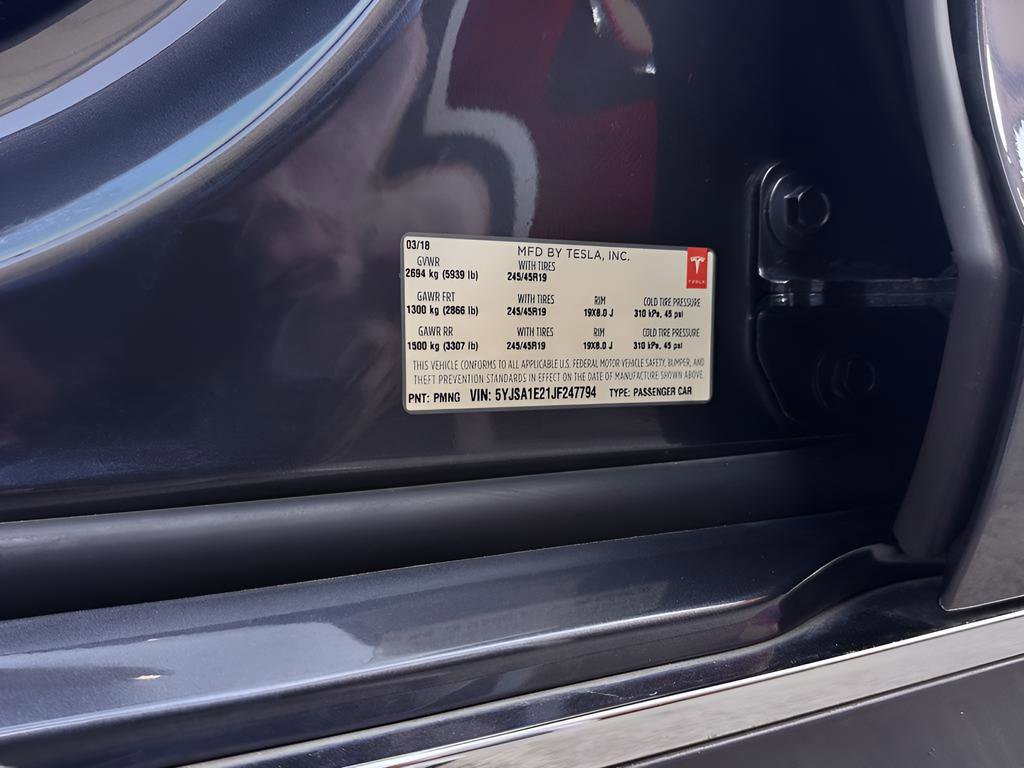 03/18 MFD BY TESLA, INC.
GVWR WITH TIRES
2694 kg (5939 lb) 245/45R19
TESLA
GAWR FRT WITH TIRES RIM COLD TIRE PRESSURE
1300 kg (2866 lb) 245/45R19 19X8.0 J 310 kPa, 45 psi
GAWR RR WITH TIRES RIM COLD TIRE PRESSURE
1500 kg (3307 lb) 245/45R19 19X8.0 J 310 kPa, 45 psi
THIS VEHICLE CONFORMS TO ALL APPLICABLE U.S. FEDERAL MOTOR VEHICLE SAFETY, BUMPER, AND
THEFT PREVENTION STANDARDS IN EFFECT ON THE DATE OF MANUFACTURE SHOWN ABOVE.
PNT: PMNG VIN: 5YJSA1E21JF247794 TYPE: PASSENGER CAR